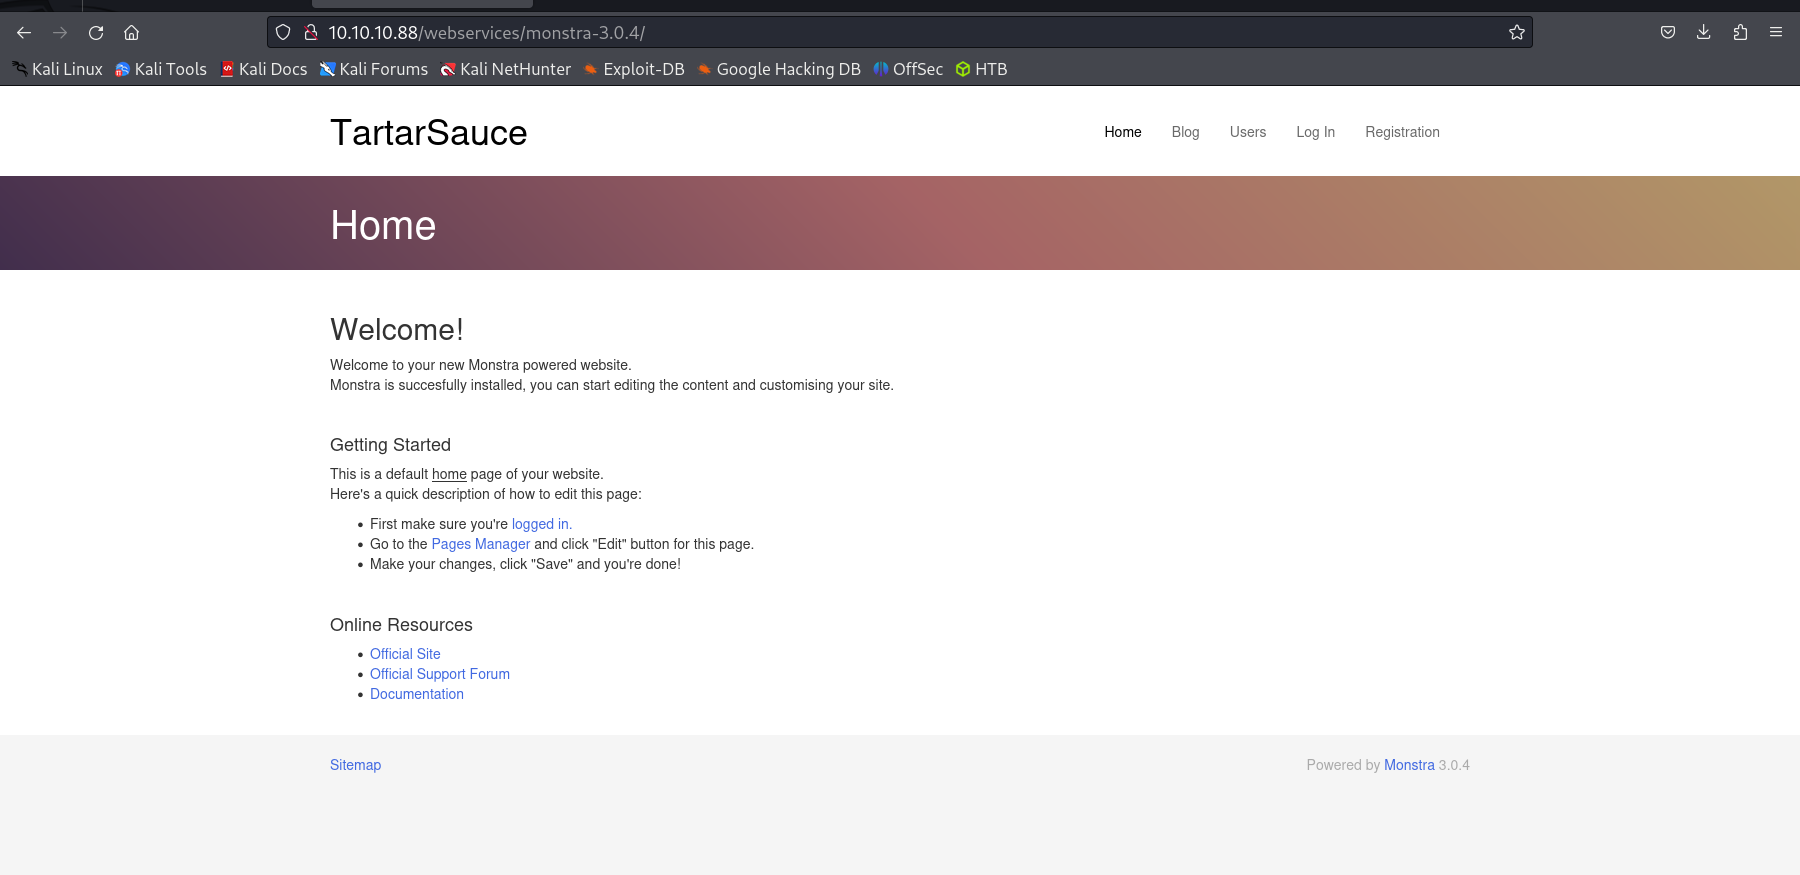 10.10.10.88/webservices/monstra-3.0.4/
Kali Linux Kali Tools Kali Docs Kali Forums Kali NetHunter Exploit-DB Google Hacking DB OffSec HTB
TartarSauce
Home Blog Users Log In Registration
Home
Welcome!
Welcome to your new Monstra powered website.
Monstra is succesfully installed, you can start editing the content and customising your site.
Getting Started
This is a default home page of your website.
Here's a quick description of how to edit this page:
First make sure you're logged in.
Go to the Pages Manager and click "Edit" button for this page.
Make your changes, click "Save" and you're done!
Online Resources
Official Site
Official Support Forum
Documentation
Sitemap
Powered by Monstra 3.0.4